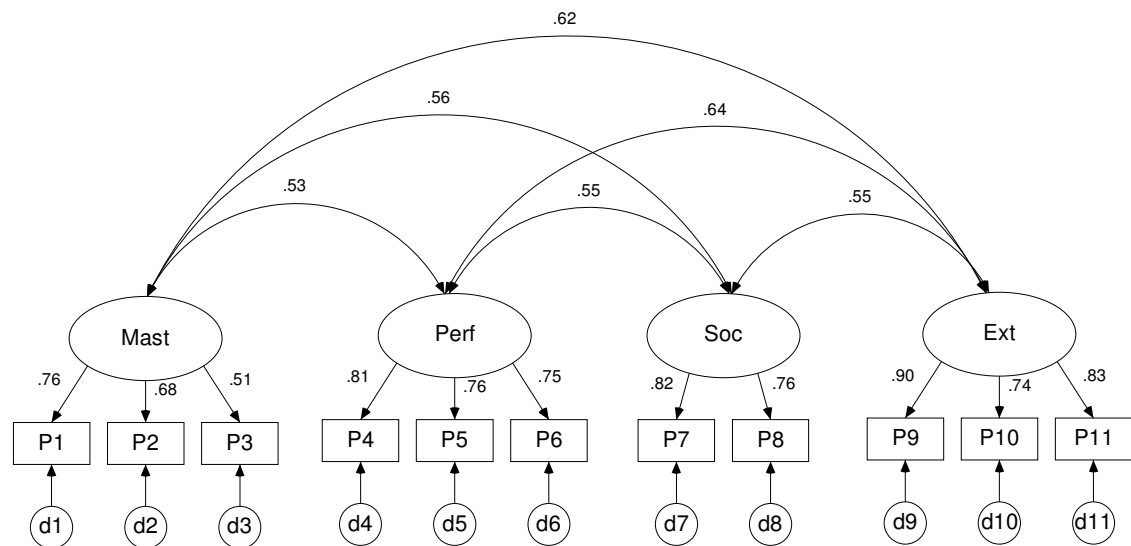 .62
.56
.64
.53
.55
.55
Mast Perf Soc Ext
.76 .68 .51 .81 .76 .75 .82 .76 .90 .74 .83
P1 P2 P3 P4 P5 P6 P7 P8 P9 P10 P11
d1 d2 d3 d4 d5 d6 d7 d8 d9 d10 d11